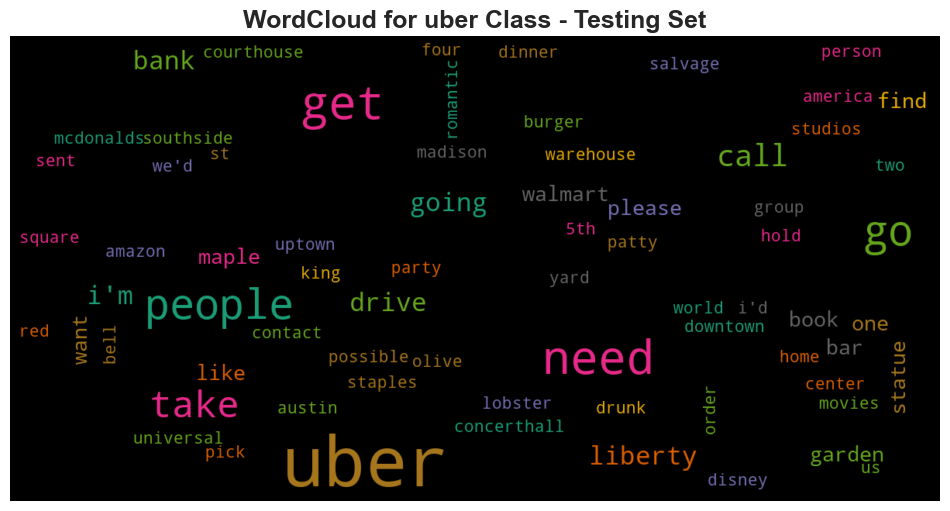 WordCloud for uber Class - Testing Set
bank courthouse four dinner salvage person
get romantic america find
mcdonalds southside burger studios
sent we'd st madison warehouse call two
going walmart please group go
square amazon uptown 5th patty hold
maple king party yard
i'm people drive world i'd
red want bell contact downtown book one
possible olive need home bar
like staples center statue
take austin lobster drunk order movies
universal concerthall
pick uber liberty garden us
disney